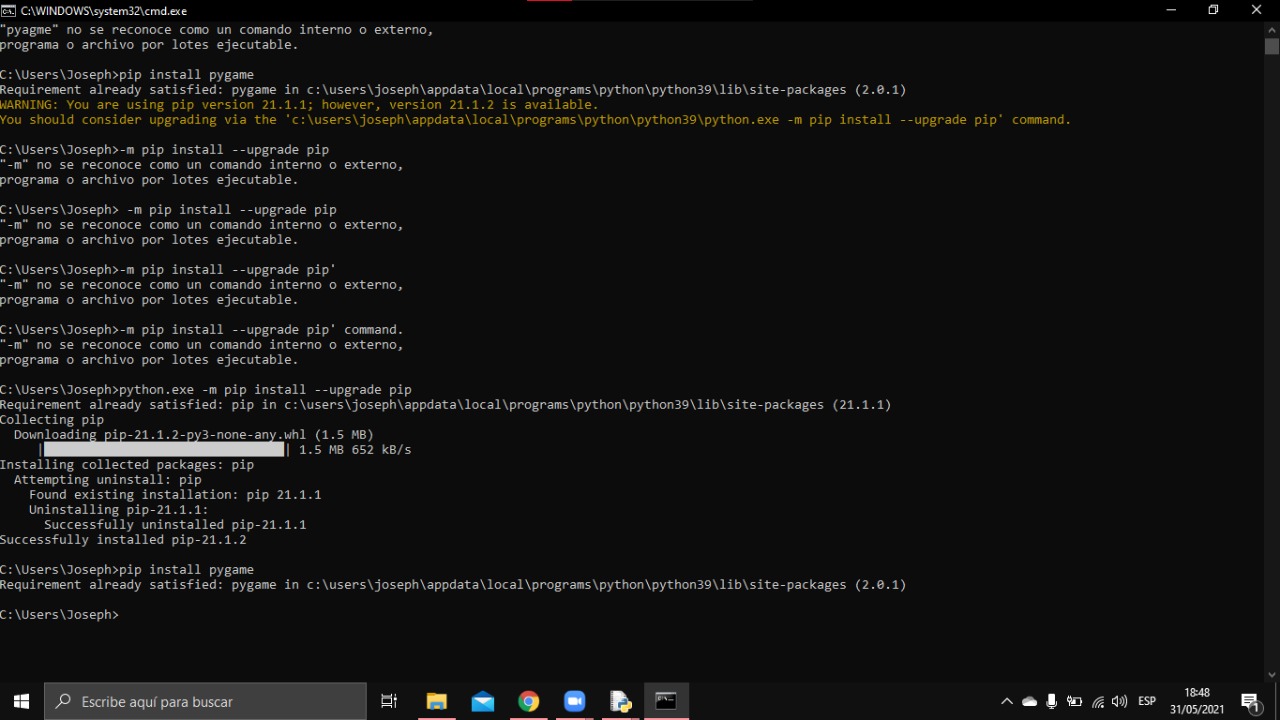 C:\WINDOWS\system32\cmd.exe
"pyagme" no se reconoce como un comando interno o externo,
programa o archivo por lotes ejecutable.
C:\Users\Joseph>pip install pygame
Requirement already satisfied: pygame in c:\users\joseph\appdata\local\programs\python\python39\lib\site-packages (2.0.1)
WARNING: You are using pip version 21.1.1; however, version 21.1.2 is available.
You should consider upgrading via the 'c:\users\joseph\appdata\local\programs\python\python39\python.exe -m pip install --upgrade pip' command.
C:\Users\Joseph>-m pip install --upgrade pip
"-m" no se reconoce como un comando interno o externo,
programa o archivo por lotes ejecutable.
C:\Users\Joseph> -m pip install --upgrade pip
"-m" no se reconoce como un comando interno o externo,
programa o archivo por lotes ejecutable.
C:\Users\Joseph>-m pip install --upgrade pip'
"-m" no se reconoce como un comando interno o externo,
programa o archivo por lotes ejecutable.
C:\Users\Joseph>-m pip install --upgrade pip' command.
"-m" no se reconoce como un comando interno o externo,
programa o archivo por lotes ejecutable.
C:\Users\Joseph>python.exe -m pip install --upgrade pip
Requirement already satisfied: pip in c:\users\joseph\appdata\local\programs\python\python39\lib\site-packages (21.1.1)
Collecting pip
Downloading pip-21.1.2-py3-none-any.whl (1.5 MB)
| | 1.5 MB 652 kB/s
Installing collected packages: pip
Attempting uninstall: pip
Found existing installation: pip 21.1.1
Uninstalling pip-21.1.1:
Successfully uninstalled pip-21.1.1
Successfully installed pip-21.1.2
C:\Users\Joseph>pip install pygame
Requirement already satisfied: pygame in c:\users\joseph\appdata\local\programs\python\python39\lib\site-packages (2.0.1)
C:\Users\Joseph>
Escribe aquí para buscar
ESP
18:48
31/05/2021
1